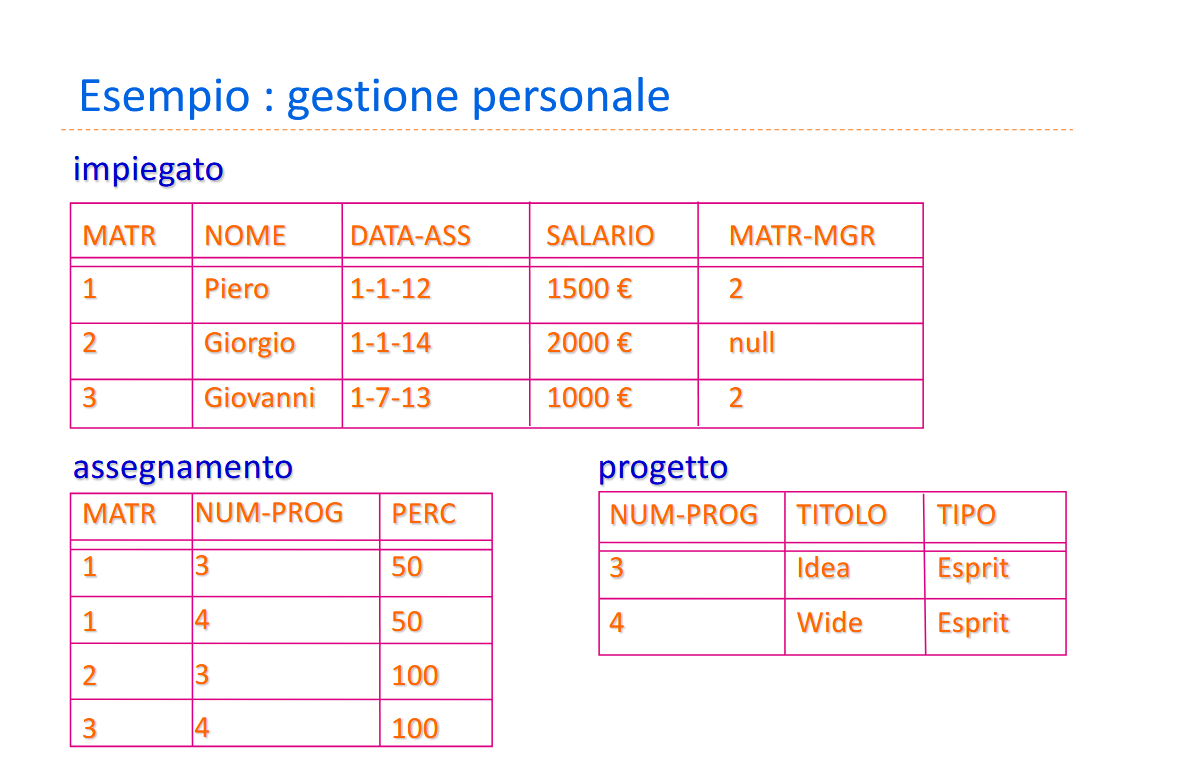 Esempio : gestione personale
impiegato
MATR NOME DATA-ASS SALARIO MATR-MGR
1 Piero 1-1-12 1500 € 2
2 Giorgio 1-1-14 2000 € null
3 Giovanni 1-7-13 1000 € 2
assegnamento
MATR NUM-PROG PERC
1 3 50
1 4 50
2 3 100
3 4 100
progetto
NUM-PROG TITOLO TIPO
3 Idea Esprit
4 Wide Esprit